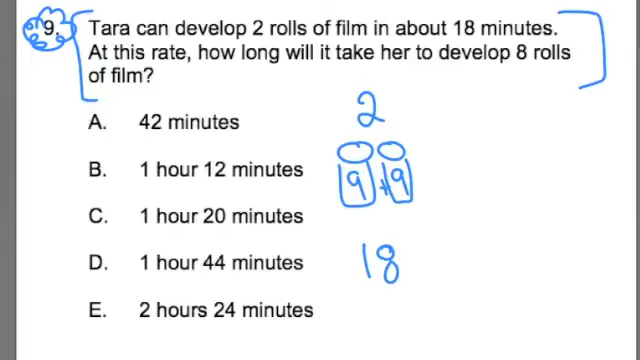 9. Tara can develop 2 rolls of film in about 18 minutes.
At this rate, how long will it take her to develop 8 rolls
of film?
2
A. 42 minutes
B. 1 hour 12 minutes
9 + 9
C. 1 hour 20 minutes
D. 1 hour 44 minutes
18
E. 2 hours 24 minutes